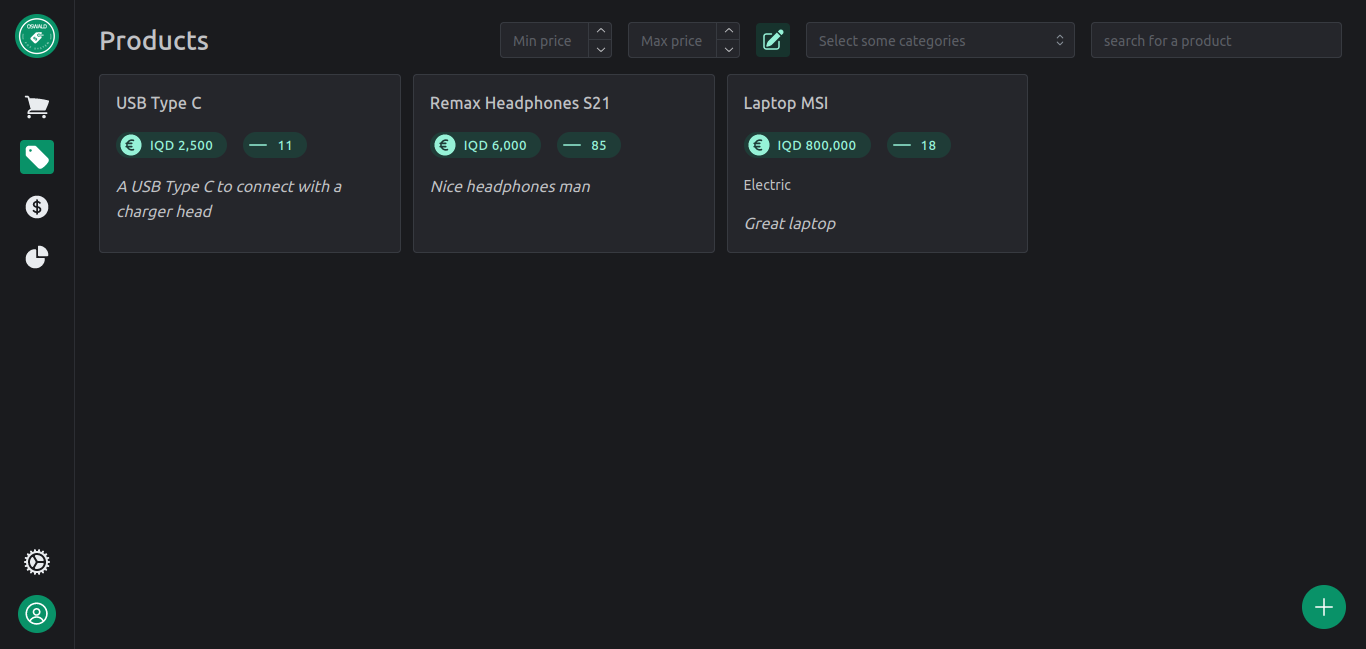 OSWALD
Products
Min price
Max price
Select some categories
search for a product
USB Type C
€ IQD 2,500
— 11
A USB Type C to connect with a
charger head
Remax Headphones S21
€ IQD 6,000
— 85
Nice headphones man
Laptop MSI
€ IQD 800,000
— 18
Electric
Great laptop